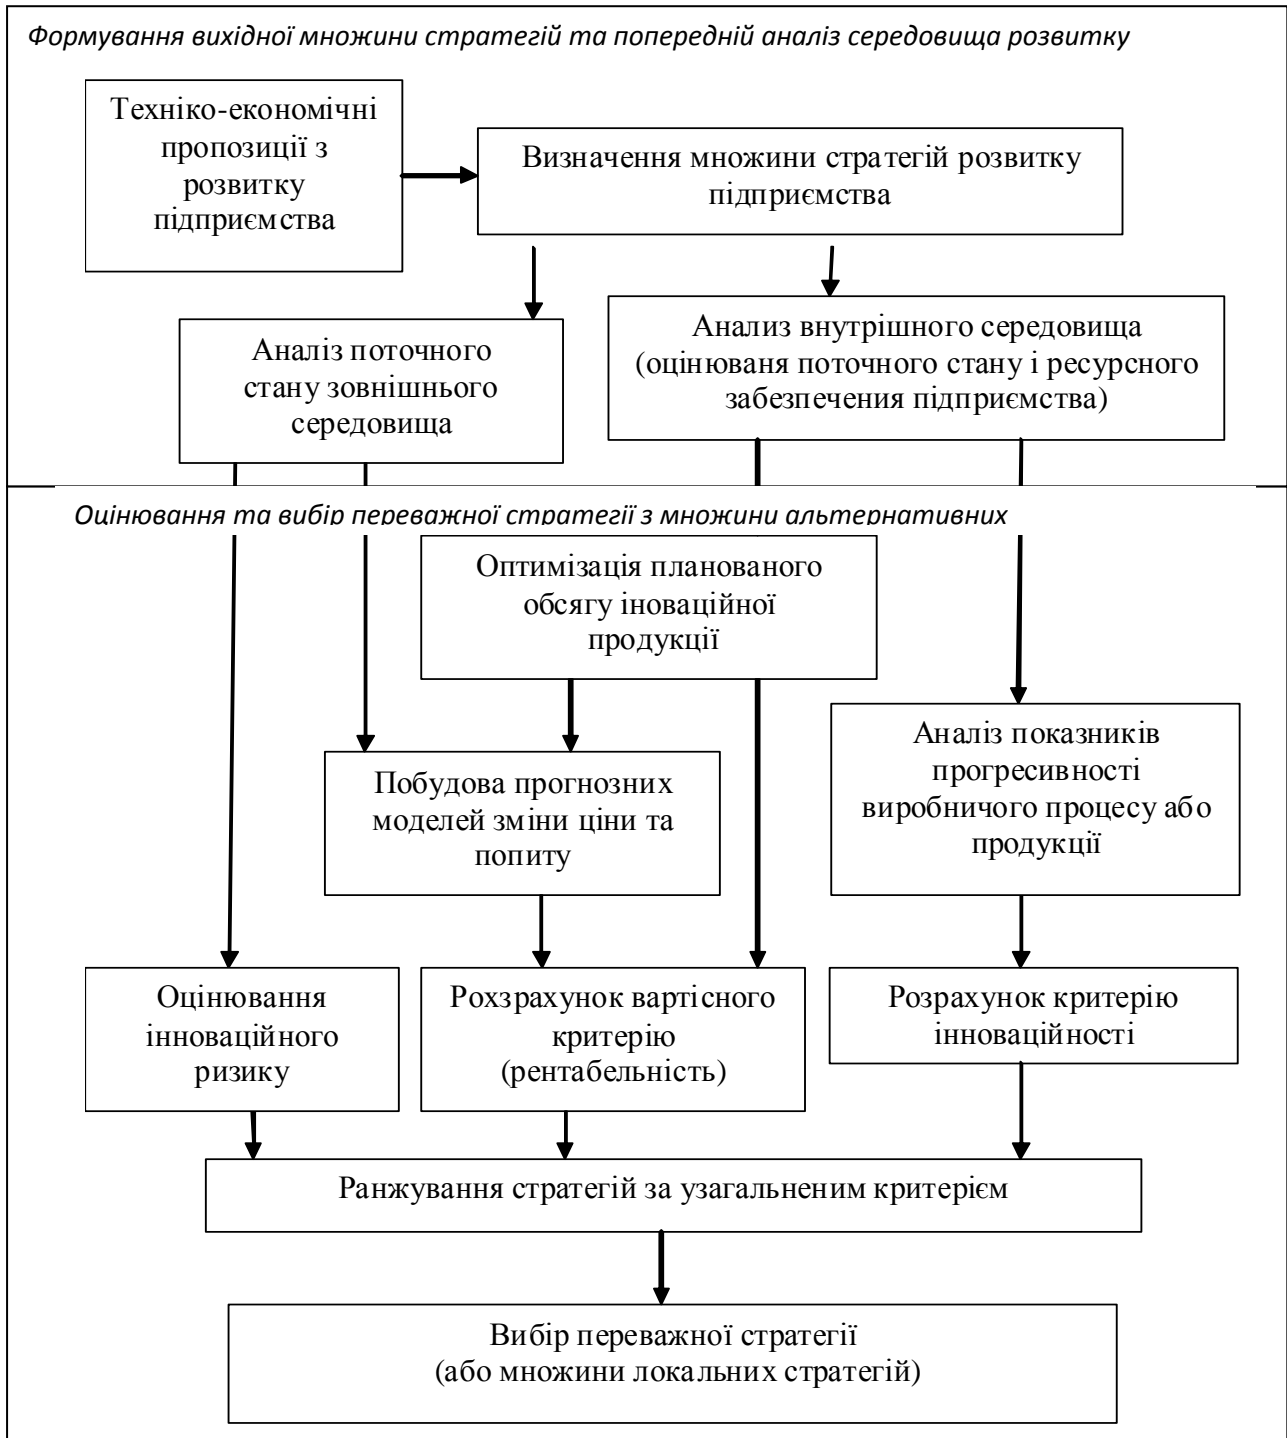 Формування вихідної множини стратегій та попередній аналіз середовища розвитку
Техніко-економічні
пропозиції з
розвитку
підприємства
Визначення множини стратегій розвитку
підприємства
Аналіз поточного
стану зовнішнього
середовища
Анализ внутрішного середовища
(оцінюваня поточного стану і ресурсного
забезпечення підприємства)
Оцінювання та вибір переважної стратегії з множини альтернативних
Оптимізація планованого
обсягу іноваційної
продукції
Побудова прогнозних
моделей зміни ціни та
попиту
Аналіз показників
прогресивності
виробничого процесу або
продукції
Оцінювання
інноваційного
ризику
Рохзрахунок вартісного
критерію
(рентабельність)
Розрахунок критерію
інноваційності
Ранжування стратегій за узагальненим критерієм
Вибір переважної стратегії
(або множини локальних стратегій)